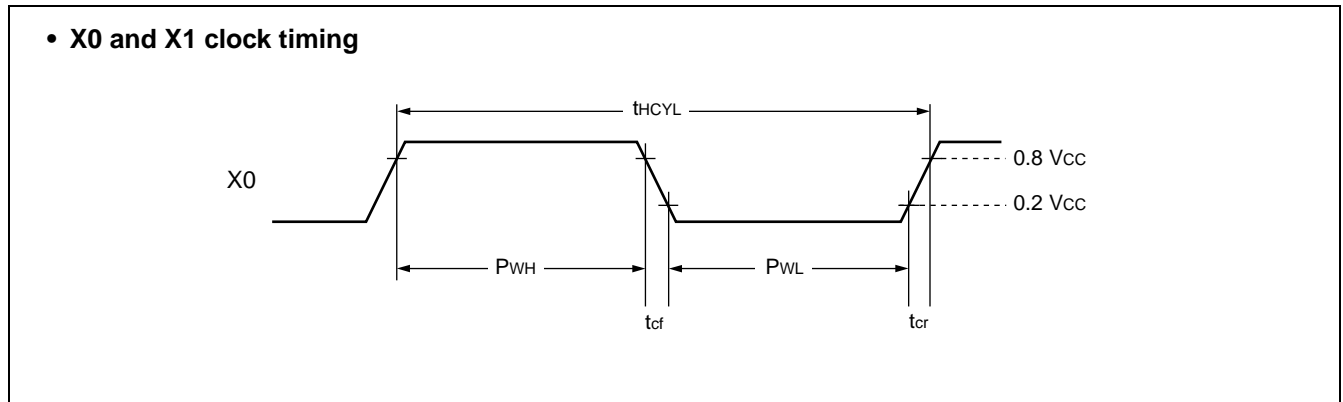 • X0 and X1 clock timing
tHCYL
X0
0.8 VCC
0.2 VCC
PWH
PWL
tcf
tcr